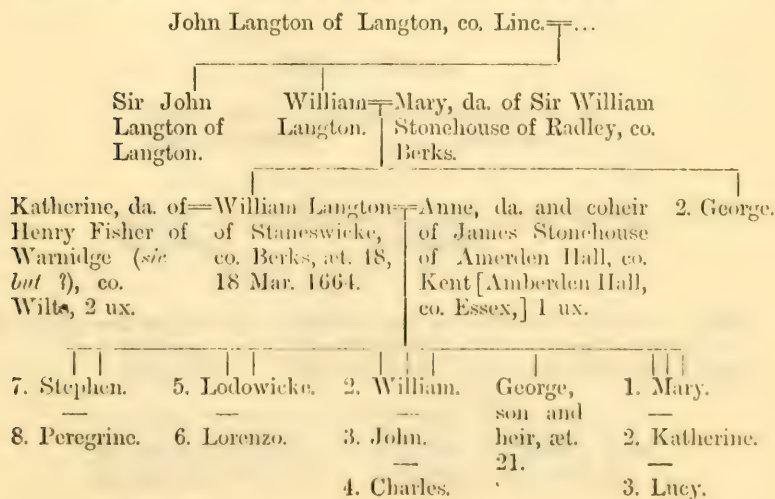 John Langton of Langton, co. Linc.=...
Sir John
Langton of
Langton.
William=Mary, da. of Sir William
Langton. Stonehouse of Radley, co.
Berks.
Katherine, da. of=William Langton=Anne, da. and coheir 2. George.
Henry Fisher of of Staneswicke, of James Stonehouse
Warnidge (sic co. Berks, æt. 48, of Amerden Hall, co.
but ?), co. 18 Mar. 1664. Kent [Amberden Hall,
Wilts, 2 ux. co. Essex,] 1 ux.
7. Stephen. 5. Lodowicke. 2. William. George, 1. Mary.
son and
8. Peregrine. 6. Lorenzo. 3. John. heir, æt. 2. Katherine.
21.
4. Charles. 3. Lucy.